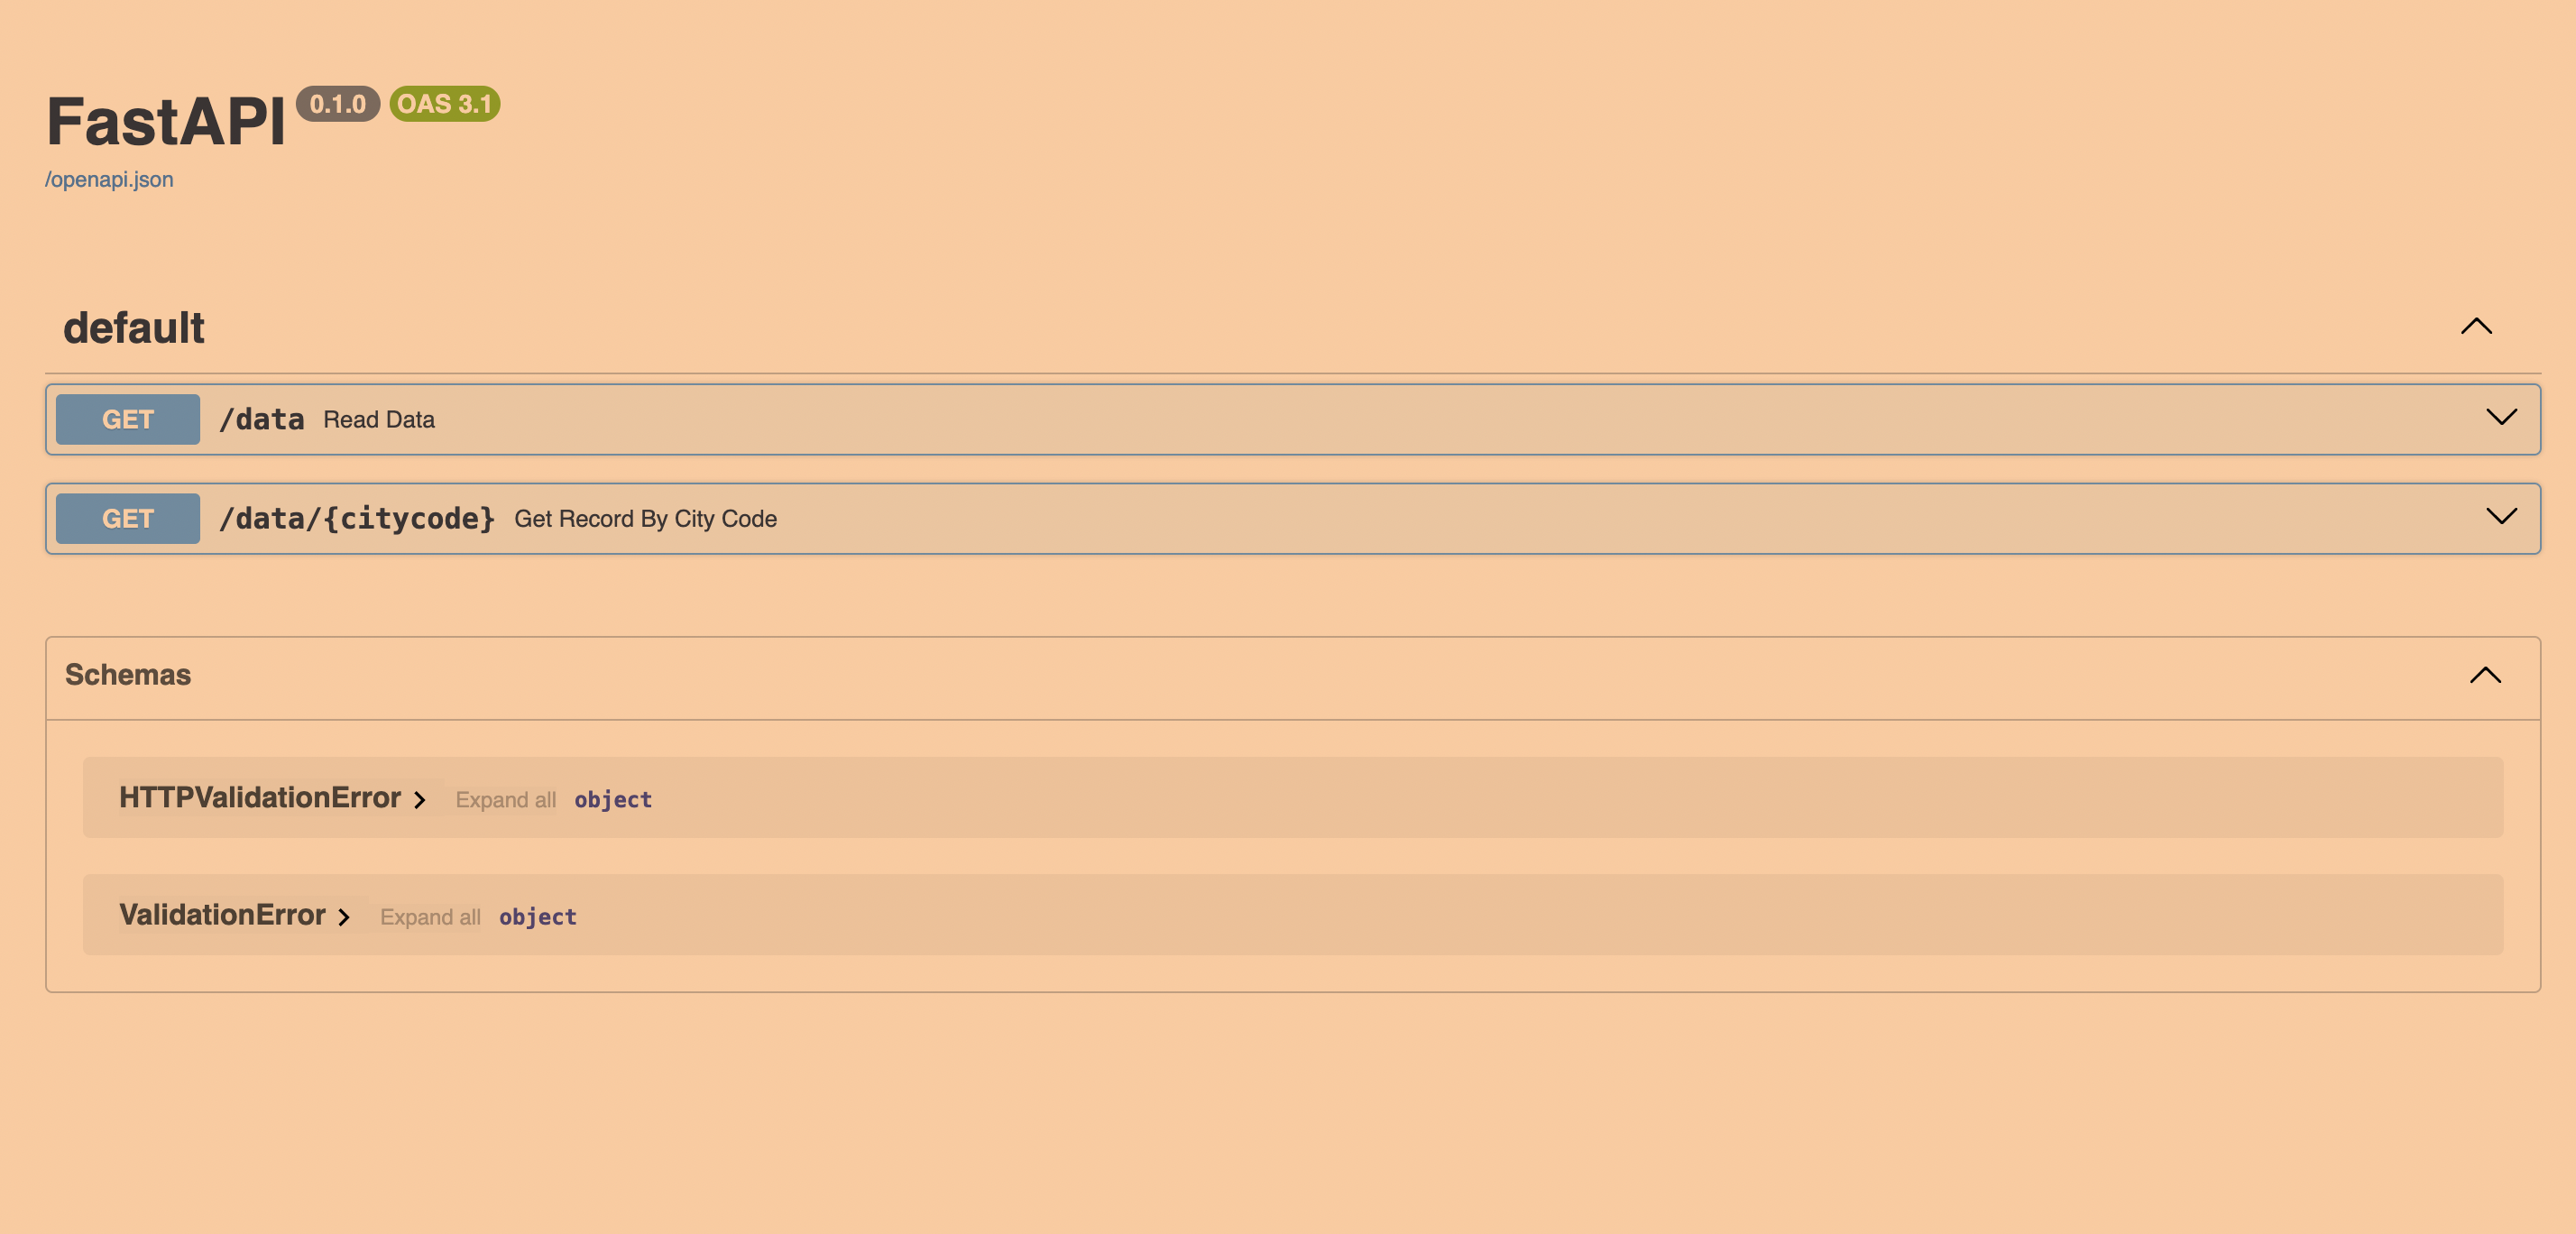 FastAPI 0.1.0 OAS 3.1
/openapi.json
default
GET /data Read Data
GET /data/{citycode} Get Record By City Code
Schemas
HTTPValidationError Expand all object
ValidationError Expand all object